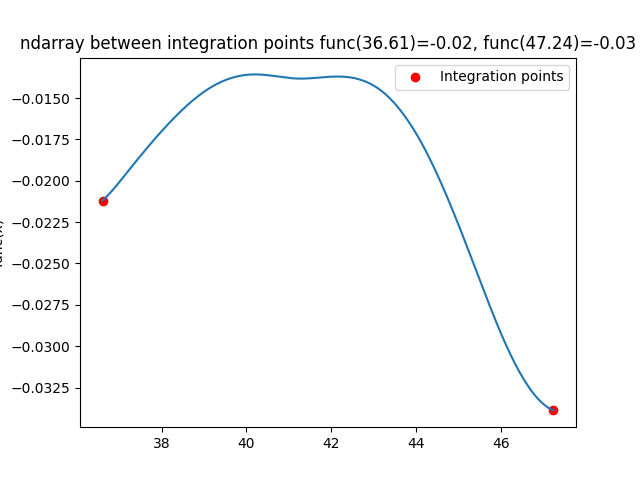 ndarray between integration points func(36.61)=-0.02, func(47.24)=-0.03
Integration points
−0.0150
−0.0175
−0.0200
−0.0225
−0.0250
−0.0275
−0.0300
−0.0325
38 40 42 44 46